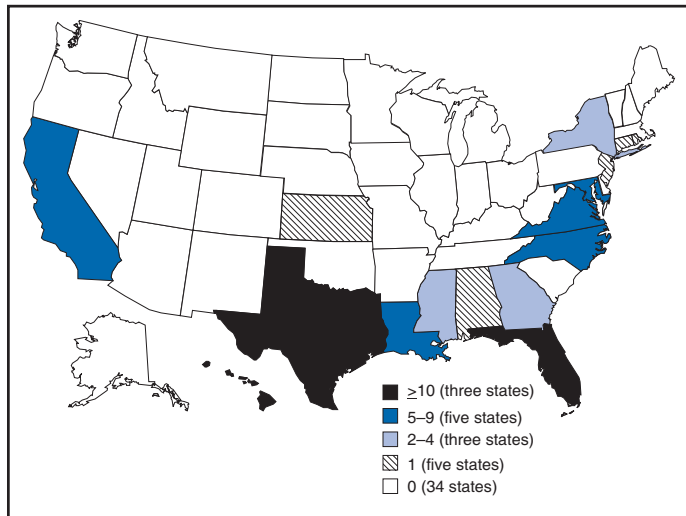 ≥10 (three states)
5–9 (five states)
2–4 (three states)
1 (five states)
0 (34 states)